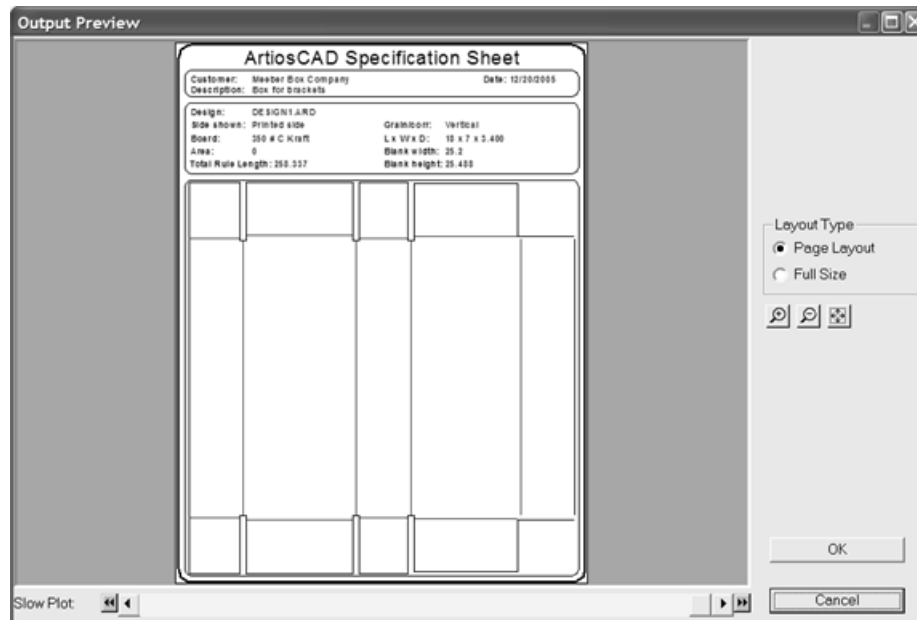 Output Preview
ArtiosCAD Specification Sheet
Customer: Meeber Box Company Date: 12/20/2005
Description: Box for brackets
Design: DESIGN1.ARD
Side shown: Printed side Grain/corr: Vertical
Board: 350 # C Kraft L x W x D: 18 x 7 x 3.400
Area: 0 Blank width: 25.2
Total Rule Length: 258.337 Blank height: 25.488
Layout Type
Page Layout
Full Size
OK
Slow Plot:
Cancel